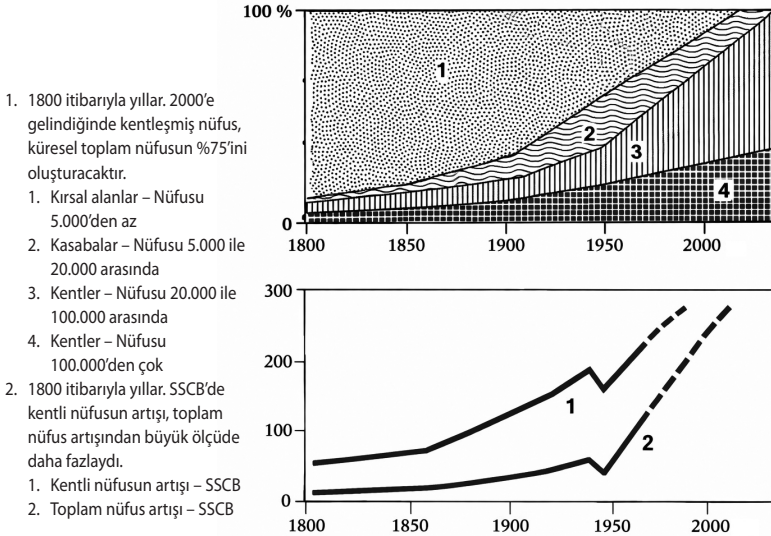 1. 1800 itibarıyla yıllar. 2000'e
gelindiğinde kentleşmiş nüfus,
küresel toplam nüfusun %75'ini
oluşturacaktır.
1. Kırsal alanlar – Nüfusu
5.000'den az
2. Kasabalar – Nüfusu 5.000 ile
20.000 arasında
3. Kentler – Nüfusu 20.000 ile
100.000 arasında
4. Kentler – Nüfusu
100.000'den çok
2. 1800 itibarıyla yıllar. SSCB'de
kentli nüfusun artışı, toplam
nüfus artışından büyük ölçüde
daha fazlaydı.
1. Kentli nüfusun artışı – SSCB
2. Toplam nüfus artışı – SSCB
100 %
1
2
3
4
0
1800 1850 1900 1950 2000
300
200
1
2
100
0
1800 1850 1900 1950 2000